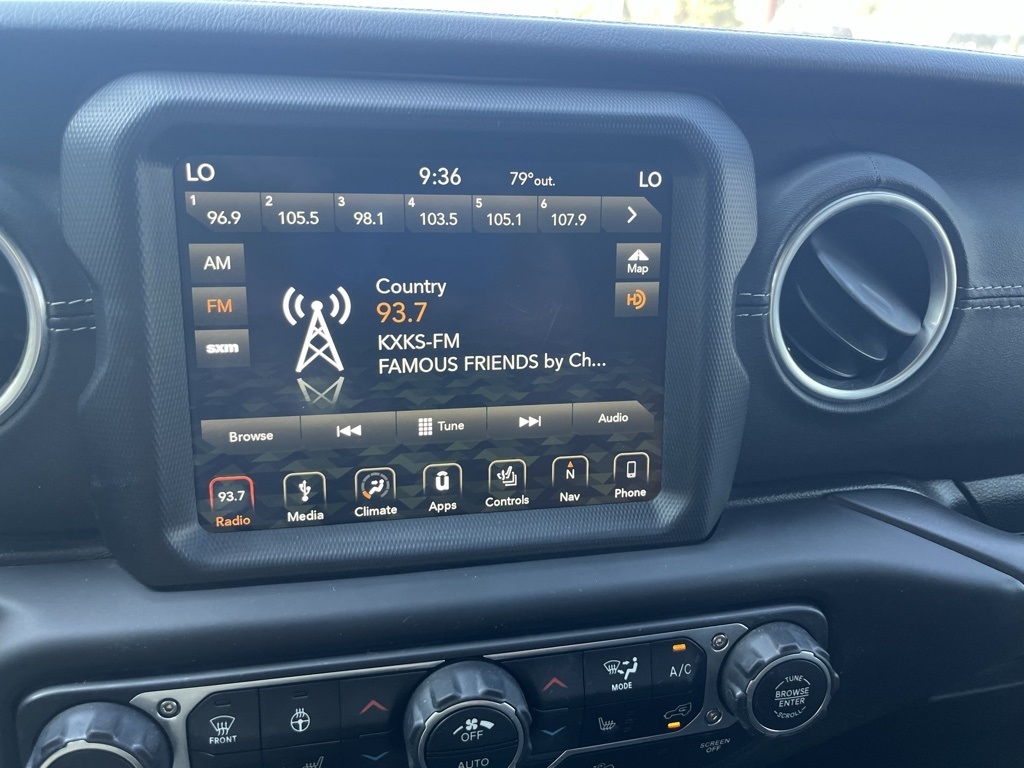 LO 9:36 79°out. LO
1 96.9 2 105.5 3 98.1 4 103.5 5 105.1 6 107.9
AM
Map
Country
FM
93.7
HD
KXKS-FM
sxm
FAMOUS FRIENDS by Ch...
Browse Tune Audio
93.7 N
Radio Media Climate Apps Controls Nav Phone
MODE
A/C
TUNE
BROWSE
ENTER
SCROLL
FRONT
OFF
AUTO
SCREEN
OFF